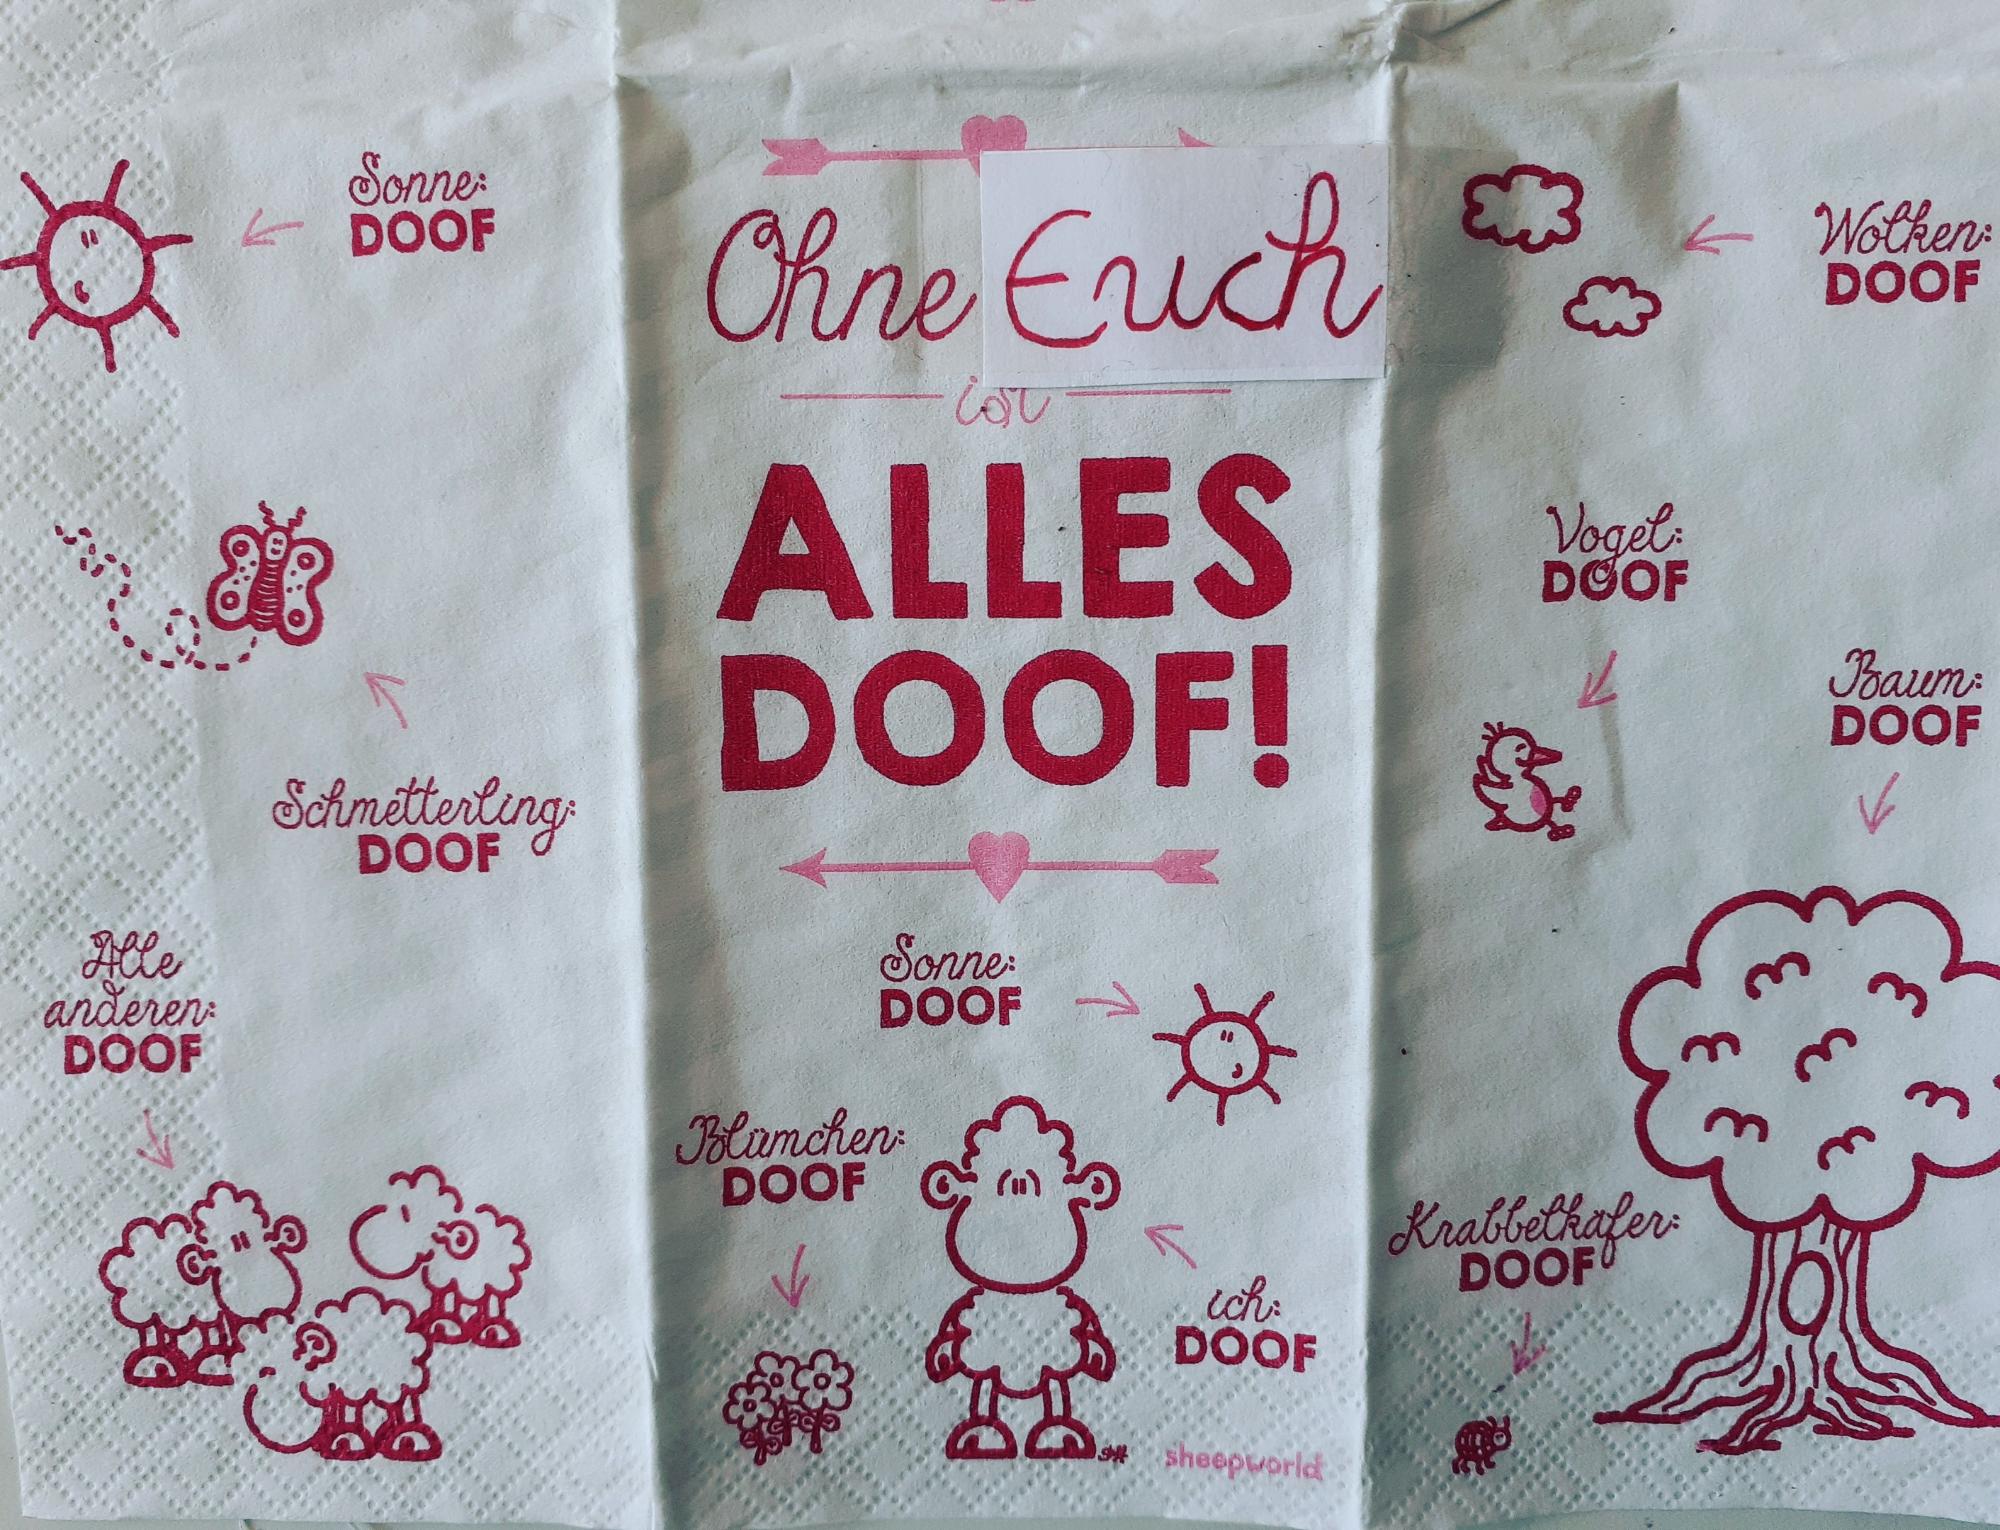 Sonne:
DOOF
Schmetterling:
DOOF
Alle
anderen:
DOOF
Ohne Euch
ist
ALLES
DOOF!
Sonne:
DOOF
Blümchen:
DOOF
ich:
DOOF
sheepworld
Wolken:
DOOF
Vogel:
DOOF
Baum:
DOOF
Krabbelkäfer:
DOOF